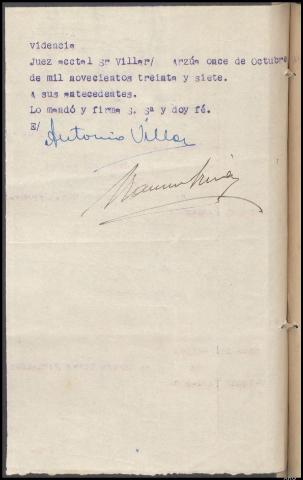 videncia
Juez acctal Sr Villar/ Arzúa once de Octubre
de mil novecientos treinta y siete.
A sus antecedentes.
Lo mandó y firma S. Sª y doy fé.
E/
Antonio Villar